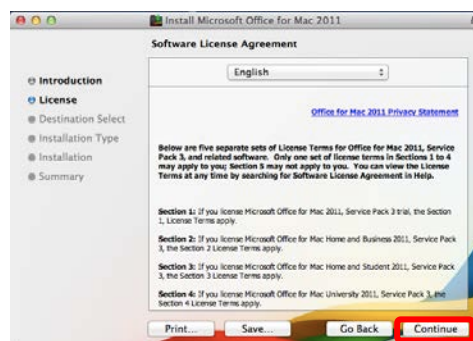 Install Microsoft Office for Mac 2011
Software License Agreement
English
Introduction
License
Destination Select
Installation Type
Installation
Summary
Office for Mac 2011 Privacy Statement
Below are five separate sets of License Terms for Office for Mac 2011, Service
Pack 3, and related software. Only one set of license terms in Sections 1 to 4
may apply to you; Section 5 may not apply to you. You can view the License
Terms at any time by searching for Software License Agreement in Help.
Section 1: If you license Microsoft Office for Mac 2011, Service Pack 3 trial, the Section
1, License Terms apply.
Section 2: If you license Microsoft Office for Mac Home and Business 2011, Service Pack
3, the Section 2 License Terms apply.
Section 3: If you license Microsoft Office for Mac Home and Student 2011, Service Pack
3, the Section 3 License Terms apply.
Section 4: If you license Microsoft Office for Mac University 2011, Service Pack 3, the
Section 4 License Terms apply.
Print...
Save...
Go Back
Continue